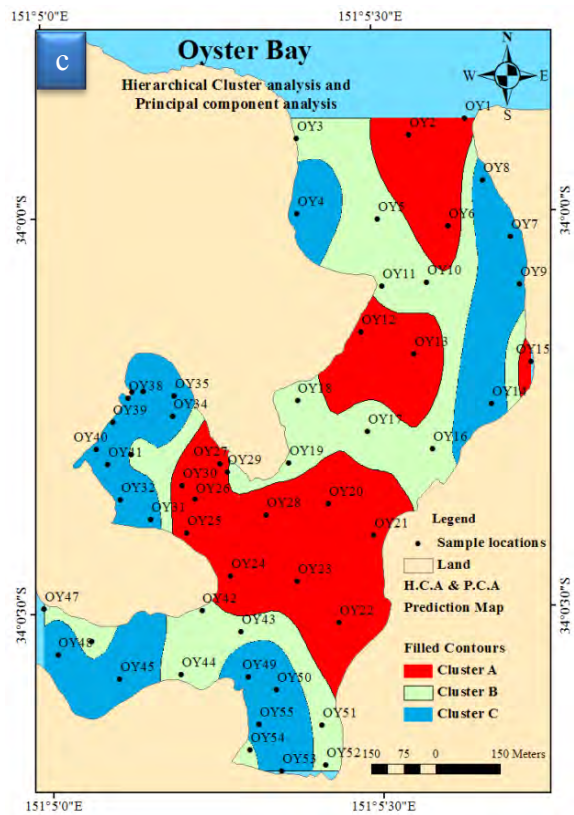 151°5'0"E
151°5'30"E
c
Oyster Bay
Hierarchical Cluster analysis and
Principal component analysis
N
W
E
S
OY1
OY2
OY3
OY8
OY4
OY5
OY6
OY7
34°0'0"S
34°0'0"S
OY9
OY10
OY11
OY12
OY13
OY15
OY38
OY35
OY18
OY14
OY39
OY34
OY17
OY16
OY40
OY41
OY27
OY29
OY19
OY30
OY32
OY26
OY20
OY31
OY28
OY25
OY21
OY24
OY23
OY47
OY42
OY22
34°0'30"S
34°0'30"S
OY43
OY48
OY45
OY44
OY49
OY50
OY55
OY51
OY54
OY52
OY53
Legend
Sample locations
Land
H.C.A & P.C.A
Prediction Map
Filled Contours
Cluster A
Cluster B
Cluster C
150 75 0 150 Meters
151°5'0"E
151°5'30"E